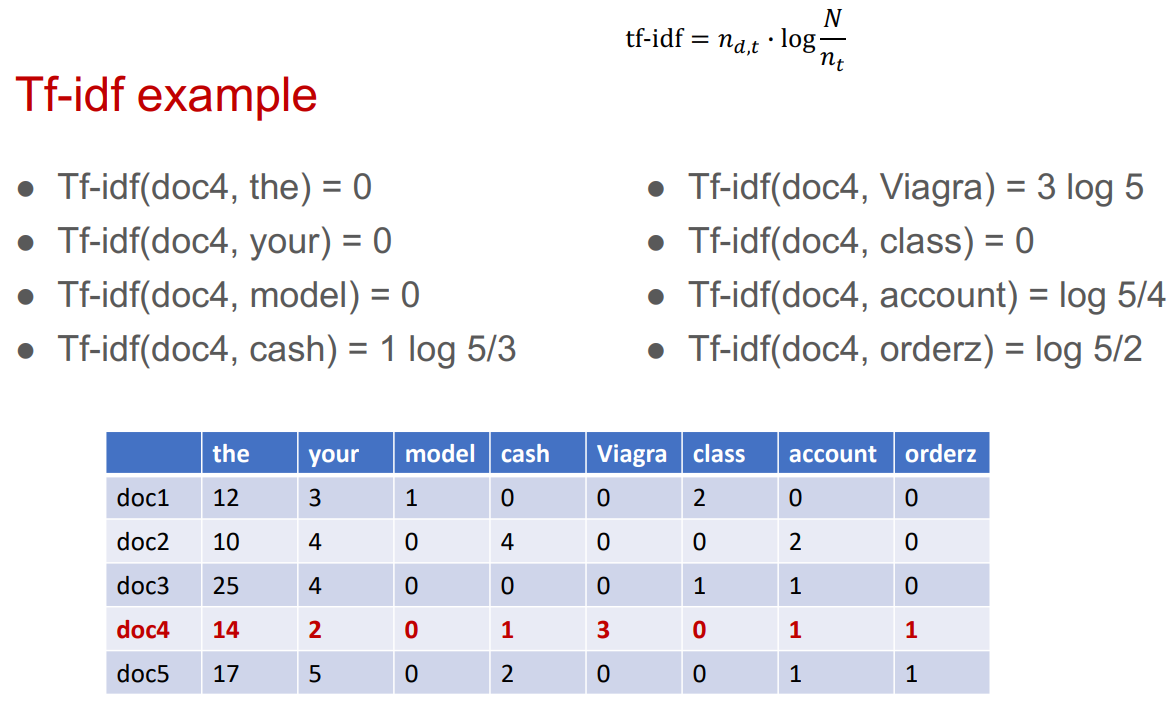 tf-idf = n_{d,t} · log N/n_t
Tf-idf example
● Tf-idf(doc4, the) = 0
● Tf-idf(doc4, your) = 0
● Tf-idf(doc4, model) = 0
● Tf-idf(doc4, cash) = 1 log 5/3
● Tf-idf(doc4, Viagra) = 3 log 5
● Tf-idf(doc4, class) = 0
● Tf-idf(doc4, account) = log 5/4
● Tf-idf(doc4, orderz) = log 5/2
the your model cash Viagra class account orderz
doc1 12 3 1 0 0 2 0 0
doc2 10 4 0 4 0 0 2 0
doc3 25 4 0 0 0 1 1 0
doc4 14 2 0 1 3 0 1 1
doc5 17 5 0 2 0 0 1 1